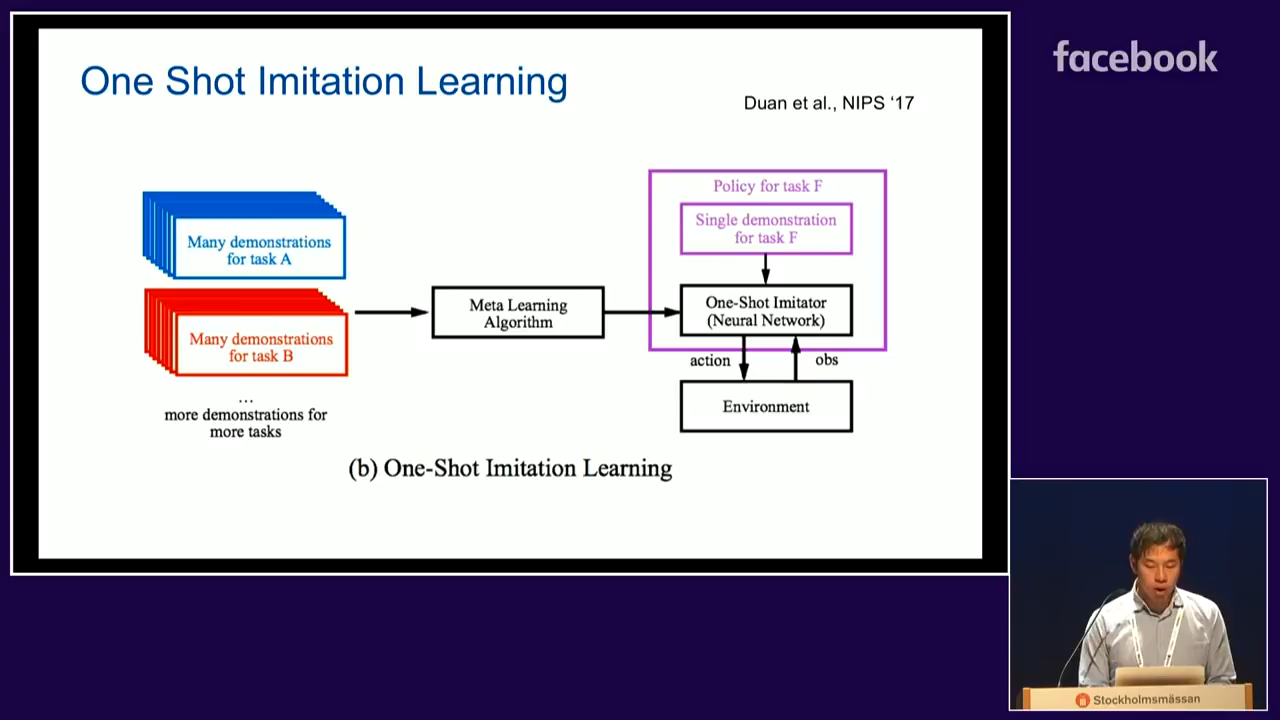 One Shot Imitation Learning
Duan et al., NIPS ‘17
facebook
Many demonstrations
for task A
Many demonstrations
for task B
...
more demonstrations for
more tasks
Meta Learning
Algorithm
Policy for task F
Single demonstration
for task F
One-Shot Imitator
(Neural Network)
action
obs
Environment
(b) One-Shot Imitation Learning
Stockholmsmässan